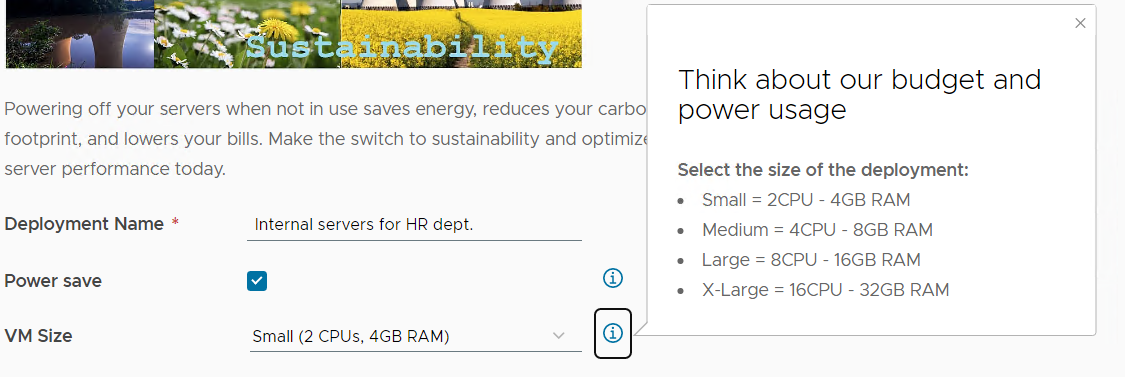 Sustainability
Powering off your servers when not in use saves energy, reduces your carbo
footprint, and lowers your bills. Make the switch to sustainability and optimize
server performance today.
Deployment Name *
Internal servers for HR dept.
Power save
VM Size
Small (2 CPUs, 4GB RAM)
Think about our budget and
power usage
Select the size of the deployment:
• Small = 2CPU - 4GB RAM
• Medium = 4CPU - 8GB RAM
• Large = 8CPU - 16GB RAM
• X-Large = 16CPU - 32GB RAM